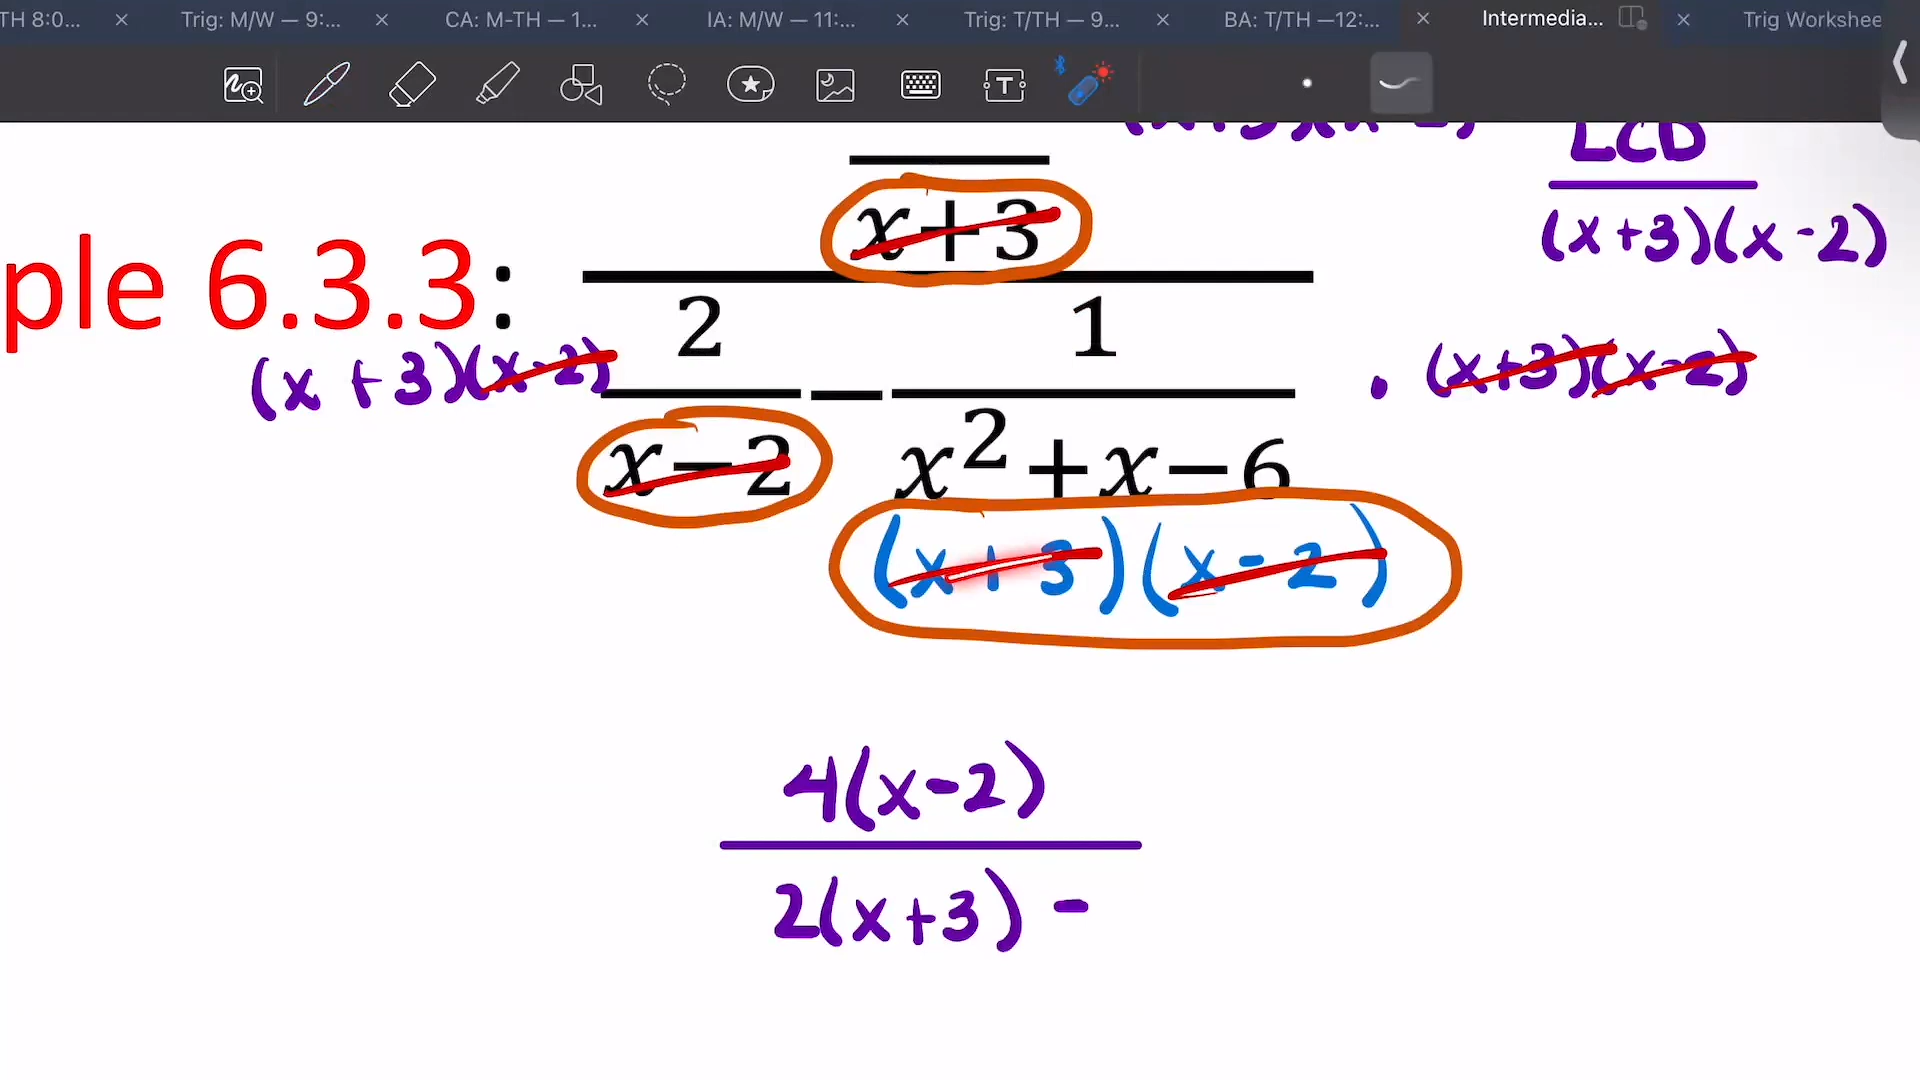 TH 8:0... × Trig: M/W — 9:... × CA: M-TH — 1... × IA: M/W — 11:... × Trig: T/TH — 9... × BA: T/TH —12:... × Intermedia... × Trig Workshee
LCD
x+3
(x+3)(x-2)
ple 6.3.3:
2 1
(x+3)(x-2) − · (x+3)(x-2)
x−2 x²+x−6
(x+3)(x-2)
4(x-2)
2(x+3) -